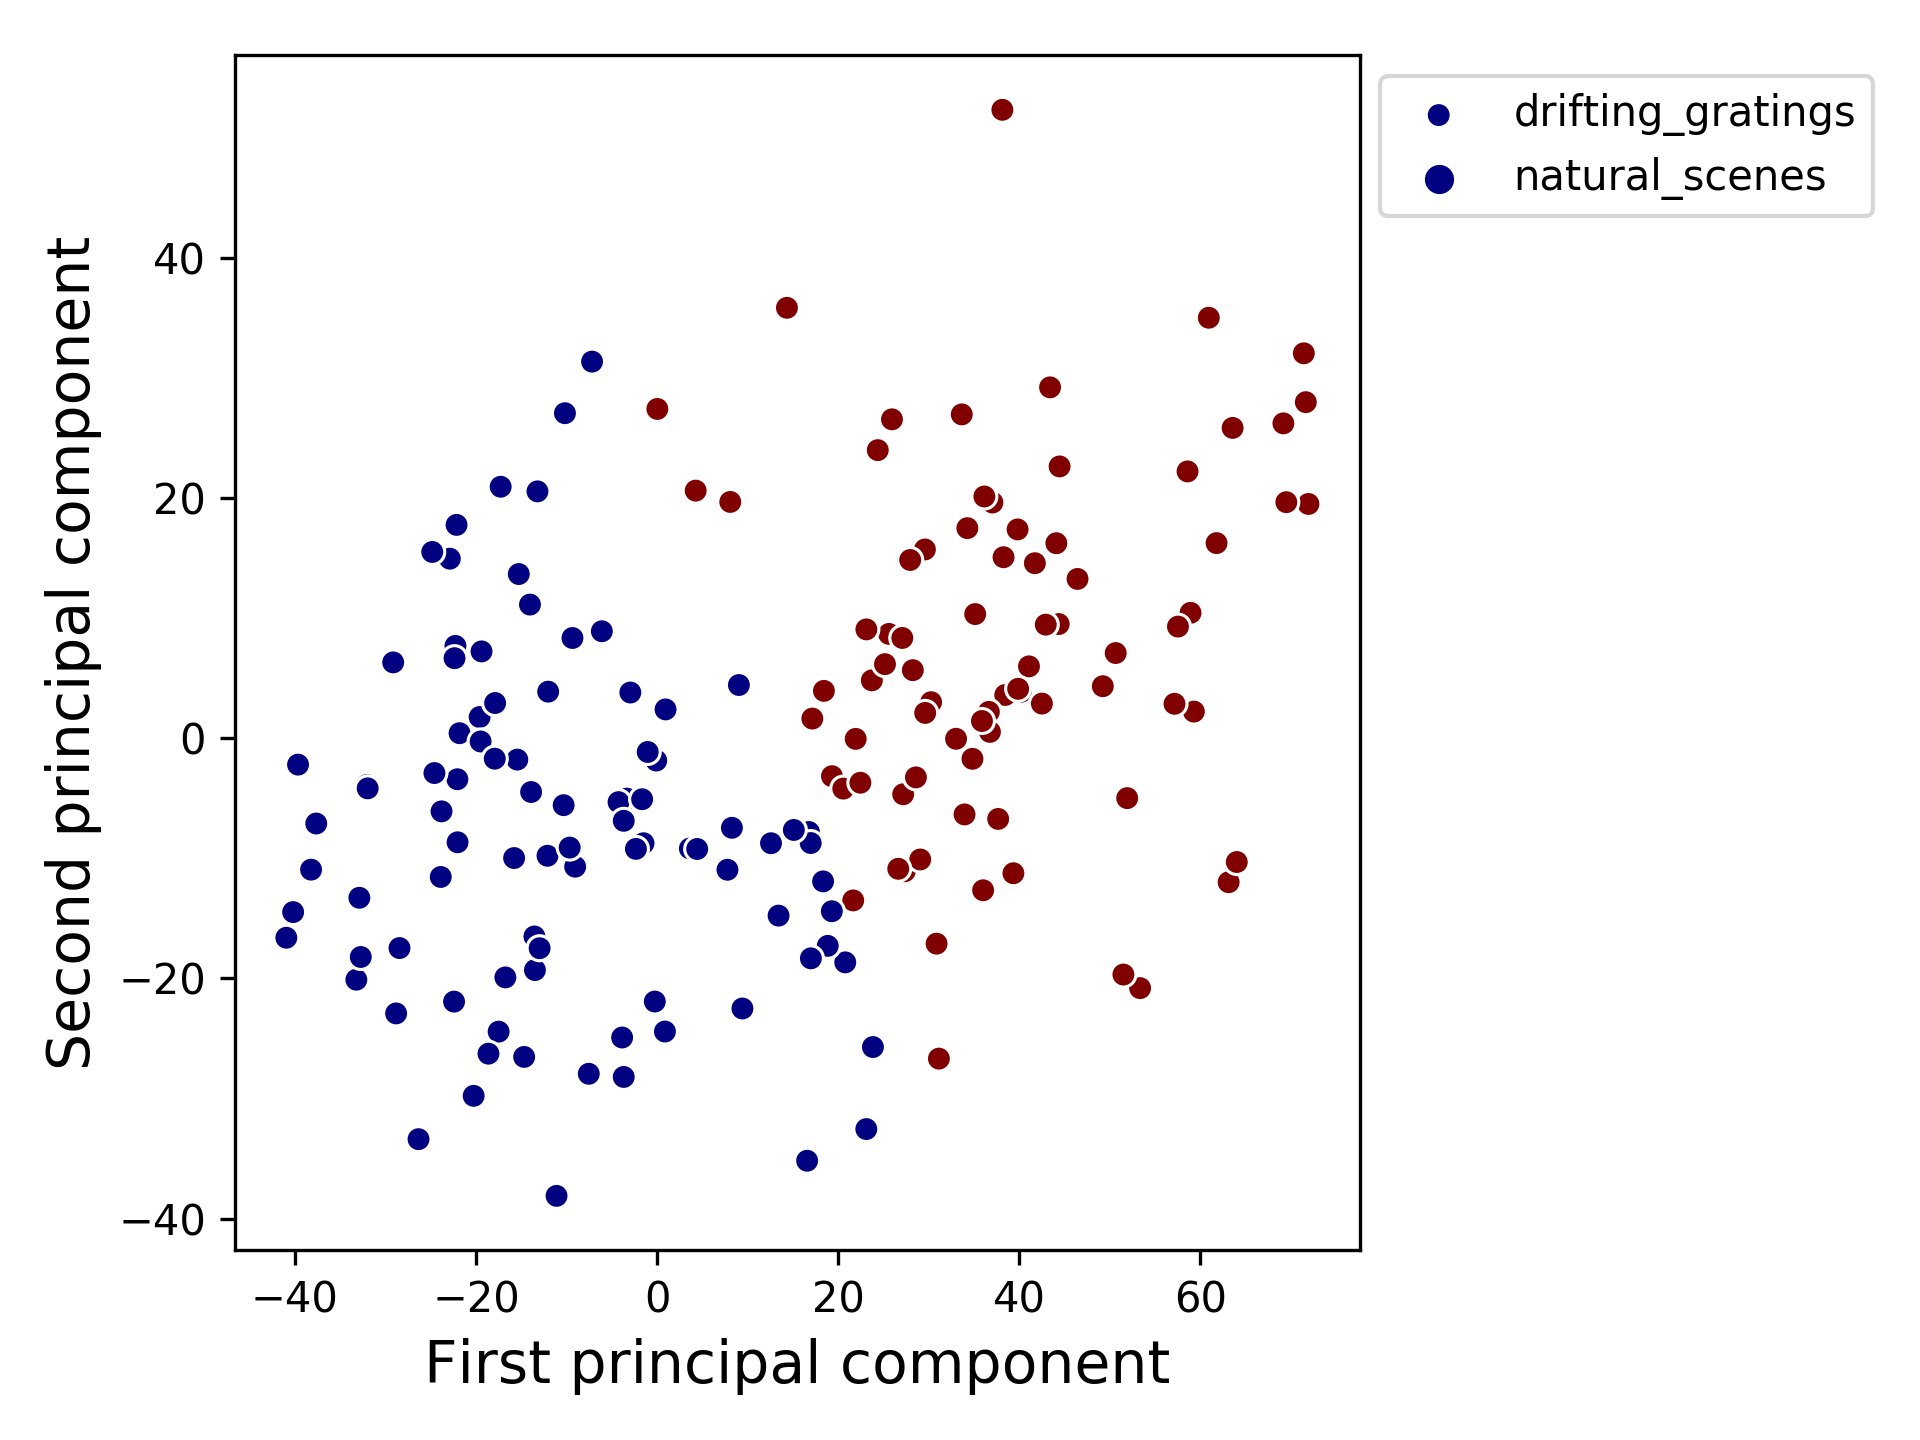 drifting_gratings
natural_scenes
Second principal component
40
20
0
−20
−40
−40 −20 0 20 40 60
First principal component